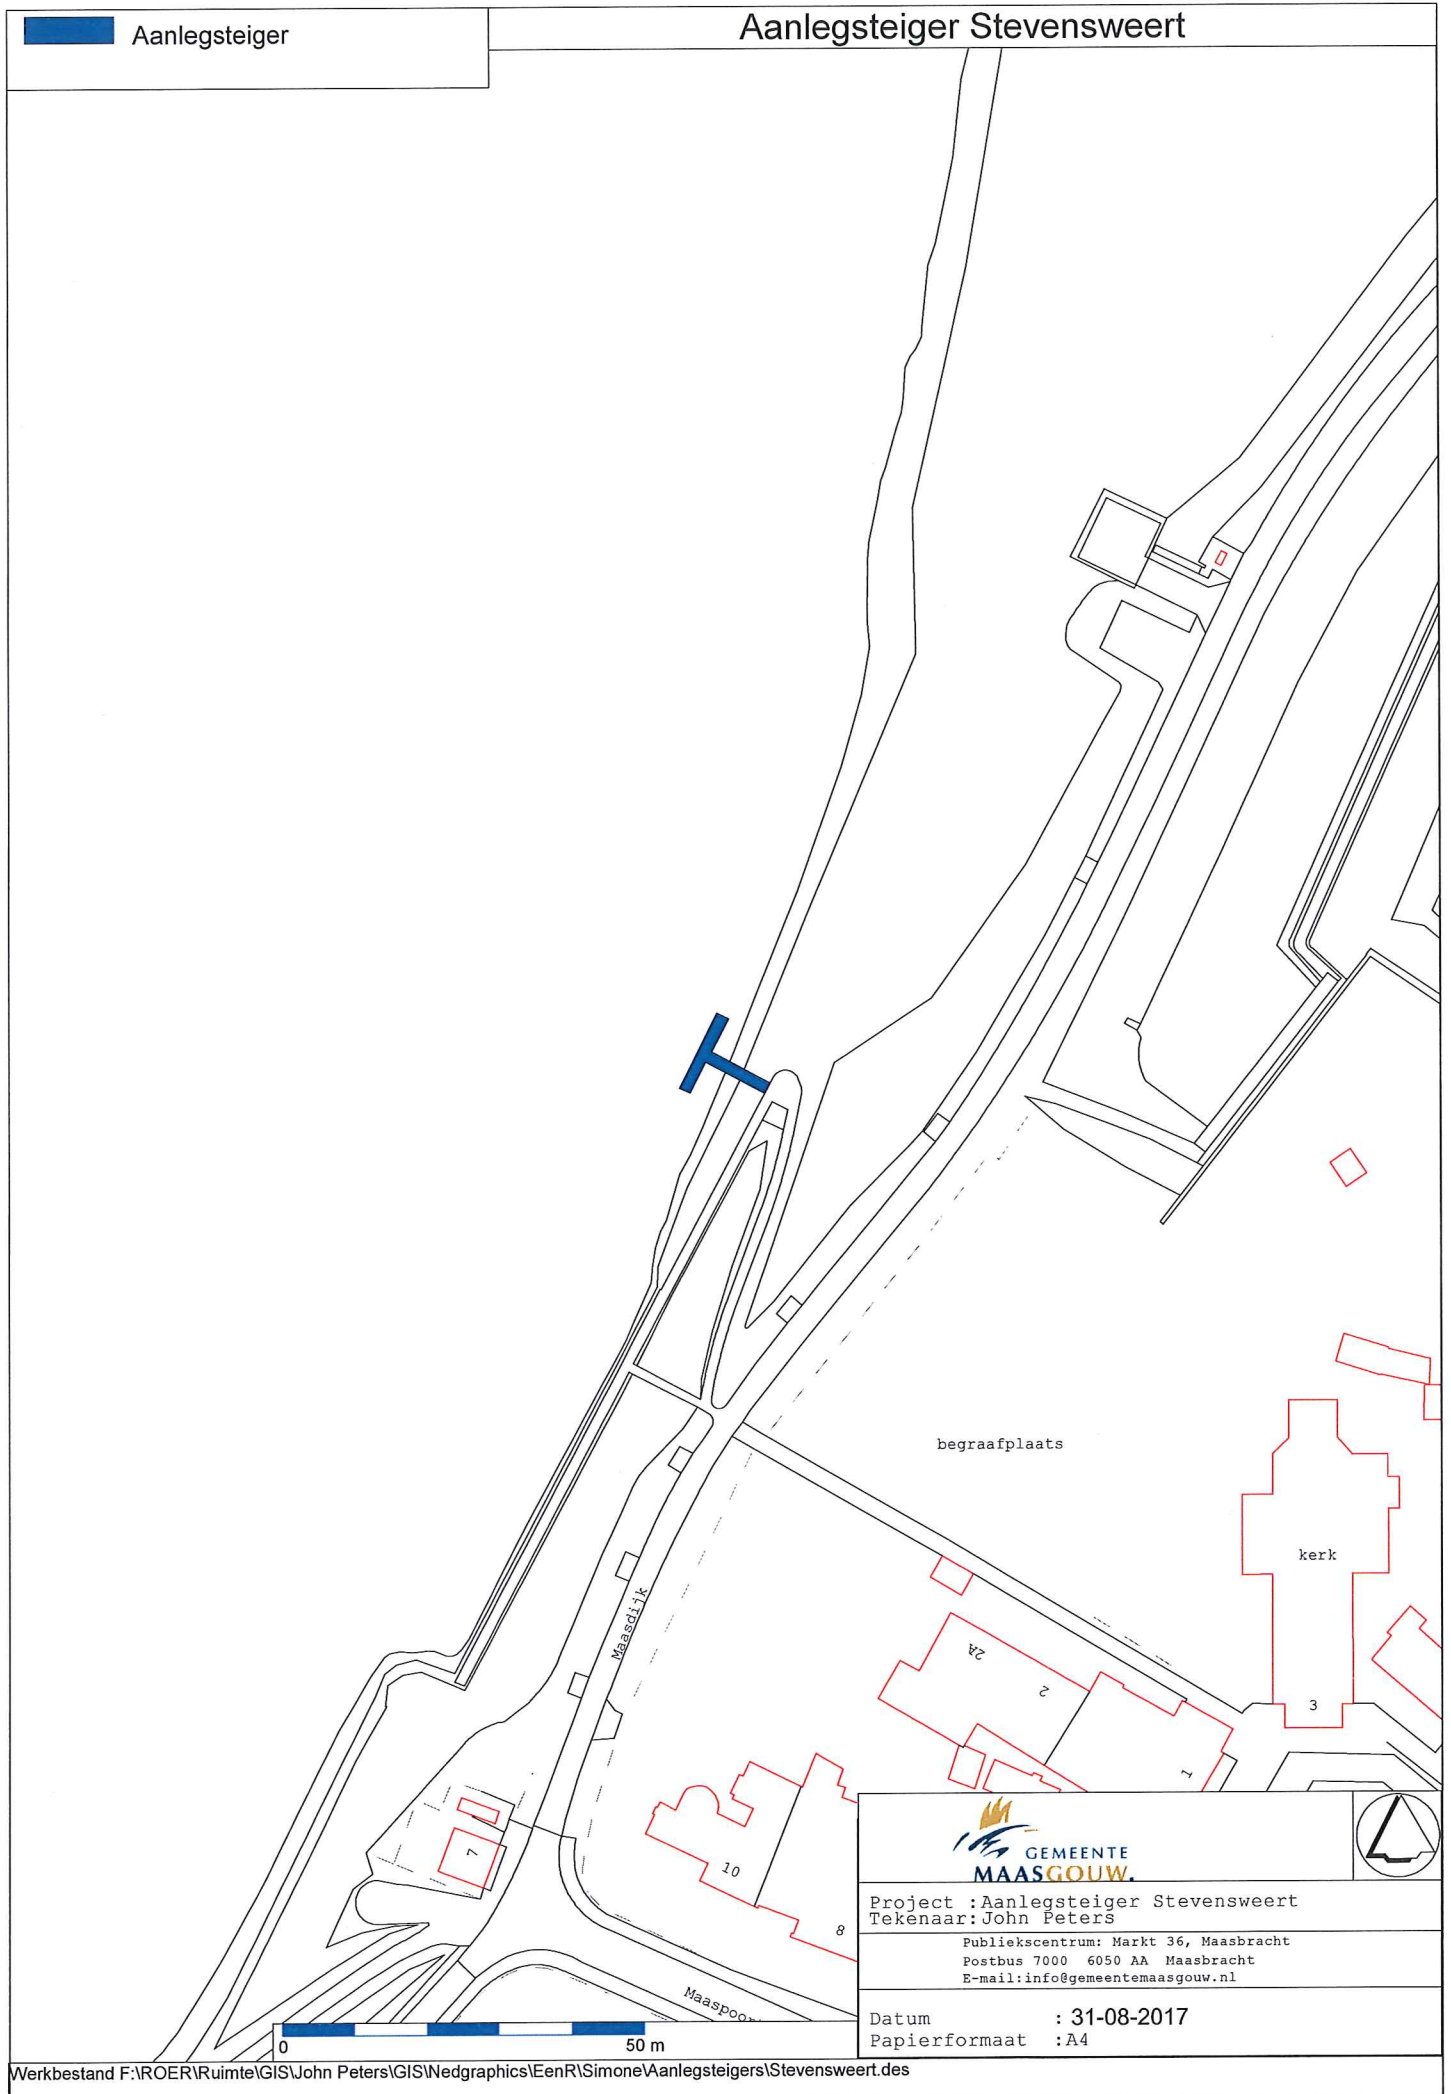 Aanlegsteiger
Aanlegsteiger Stevensweert
begraafplaats
kerk
Maasdijk
2A
2
3
1
7
10
8
Maaspoor
GEMEENTE
MAASGOUW.
Project : Aanlegsteiger Stevensweert
Tekenaar: John Peters
Publiekscentrum: Markt 36, Maasbracht
Postbus 7000 6050 AA Maasbracht
E-mail:info@gemeentemaasgouw.nl
Datum : 31-08-2017
Papierformaat :A4
0 50 m
Werkbestand F:\ROER\Ruimte\GIS\John Peters\GIS\Nedgraphics\EenR\Simone\Aanlegsteigers\Stevensweert.des